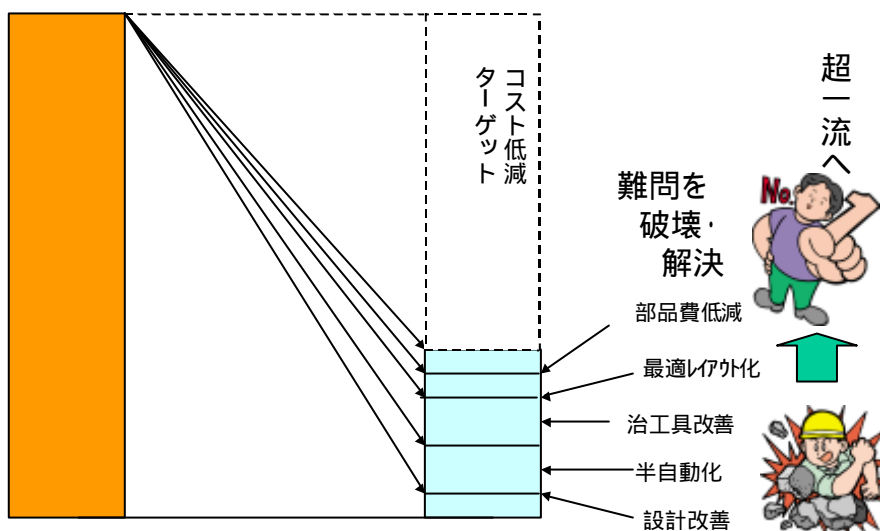 コスト低減
ターゲット
超一流へ
難問を
破壊・
解決
No.
部品費低減
最適レイアウト化
治工具改善
半自動化
設計改善